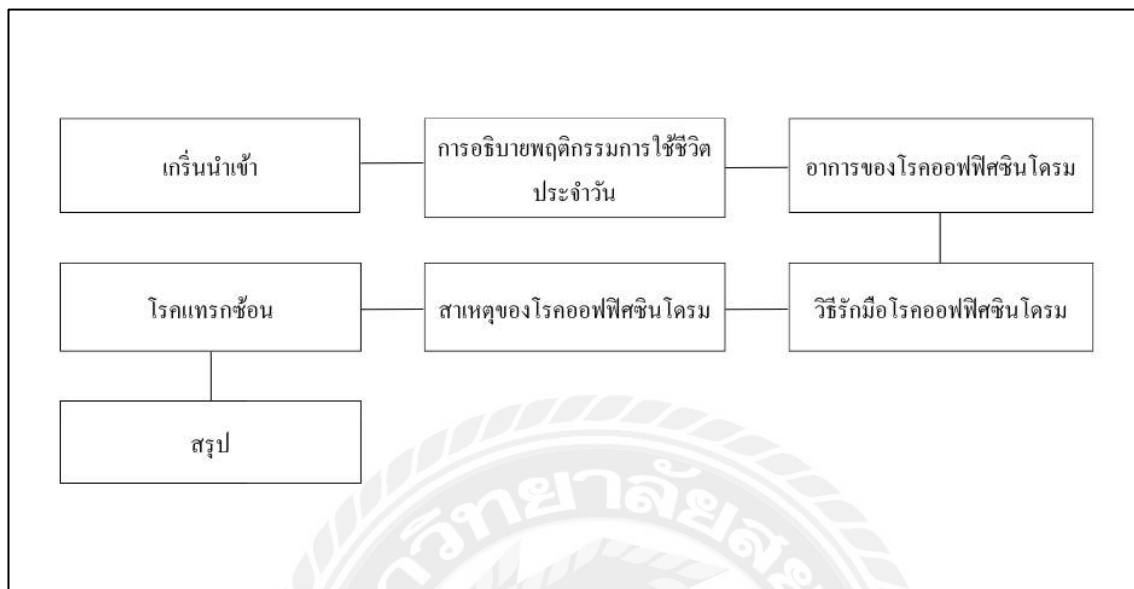 เกริ่นนำเข้า
การอธิบายพฤติกรรมการใช้ชีวิต
ประจำวัน
อาการของโรคออฟฟิศซินโดรม
โรคแทรกซ้อน
สาเหตุของโรคออฟฟิศซินโดรม
วิธีรักมือโรคออฟฟิศซินโดรม
สรุป